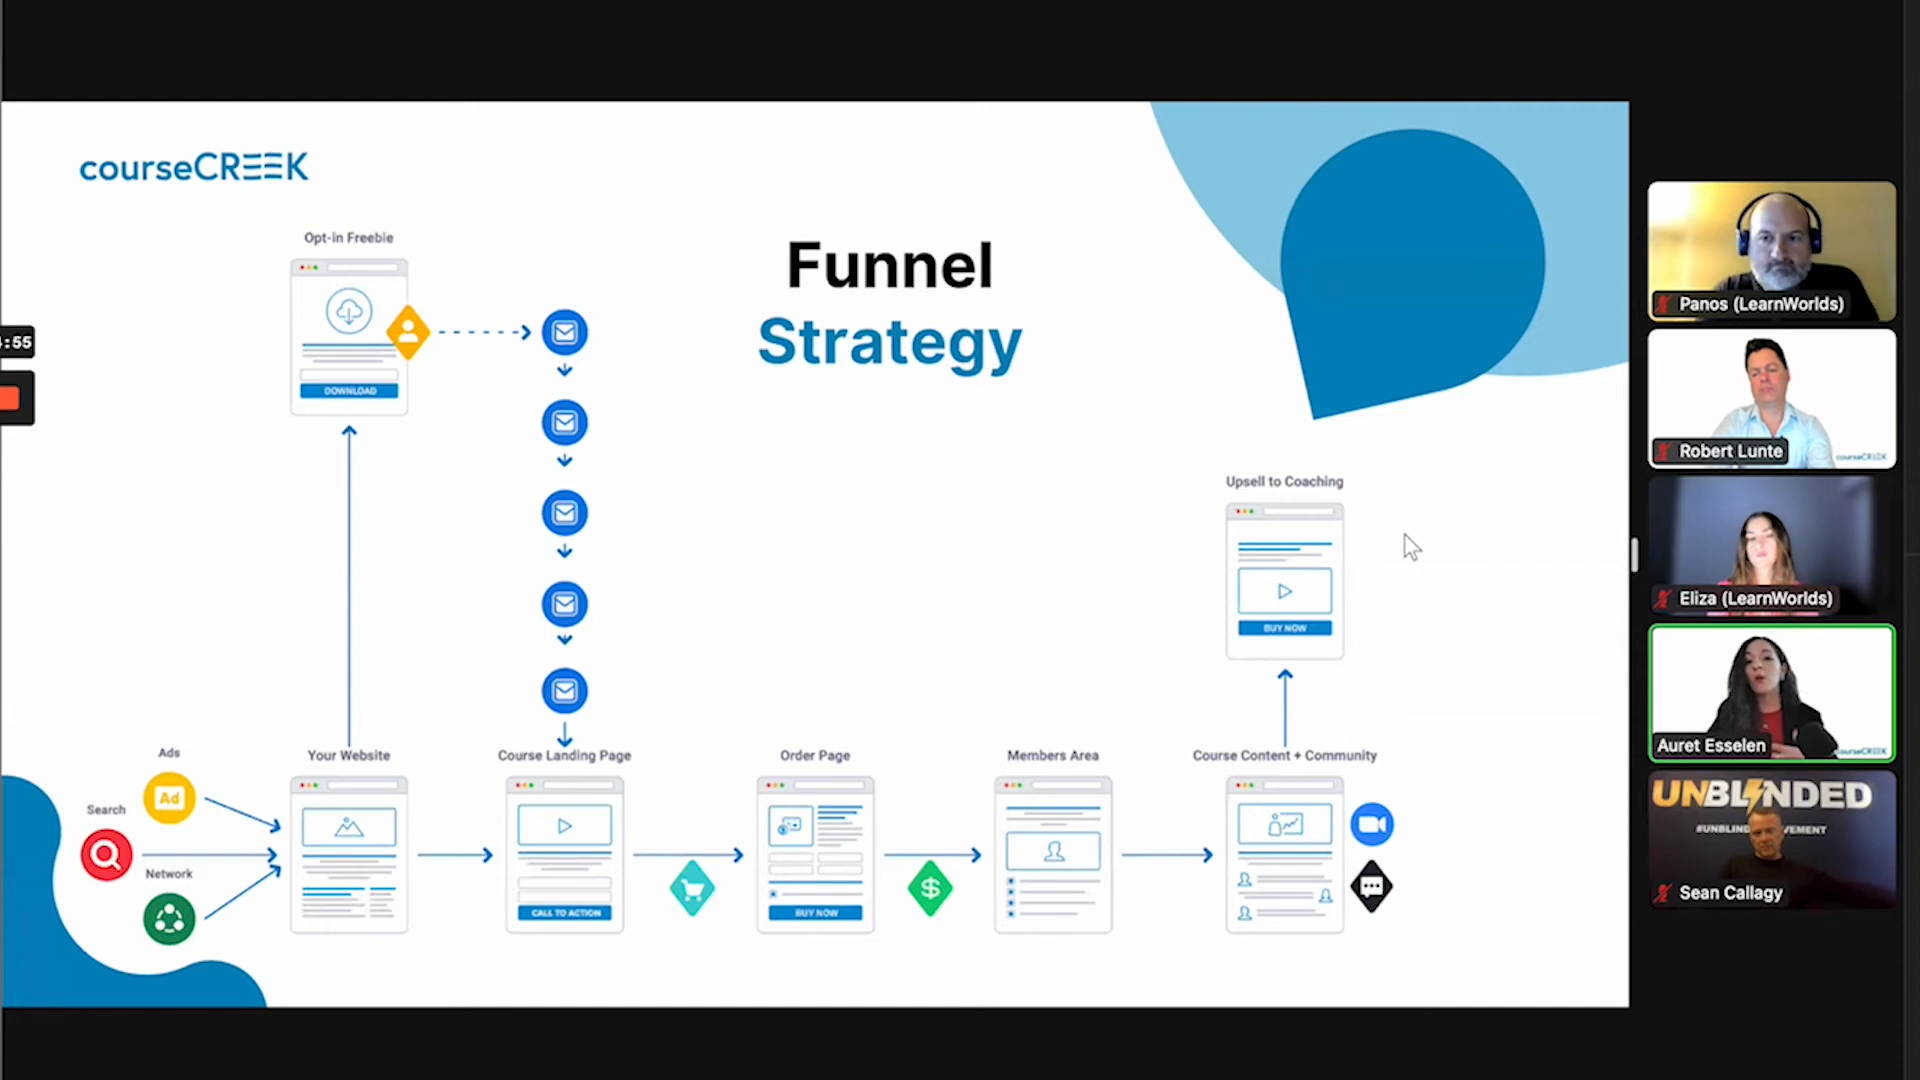 courseCREEK
Opt-in Freebie
DOWNLOAD
Funnel
Strategy
:55
Upsell to Coaching
BUY NOW
Ads
Ad
Search
Network
Your Website
Course Landing Page
CALL TO ACTION
Order Page
BUY NOW
$
Members Area
Course Content + Community
Panos (LearnWorlds)
Robert Lunte
courseCREEK
Eliza (LearnWorlds)
Auret Esselen
courseCREEK
UNBLINDED
Sean Callagy